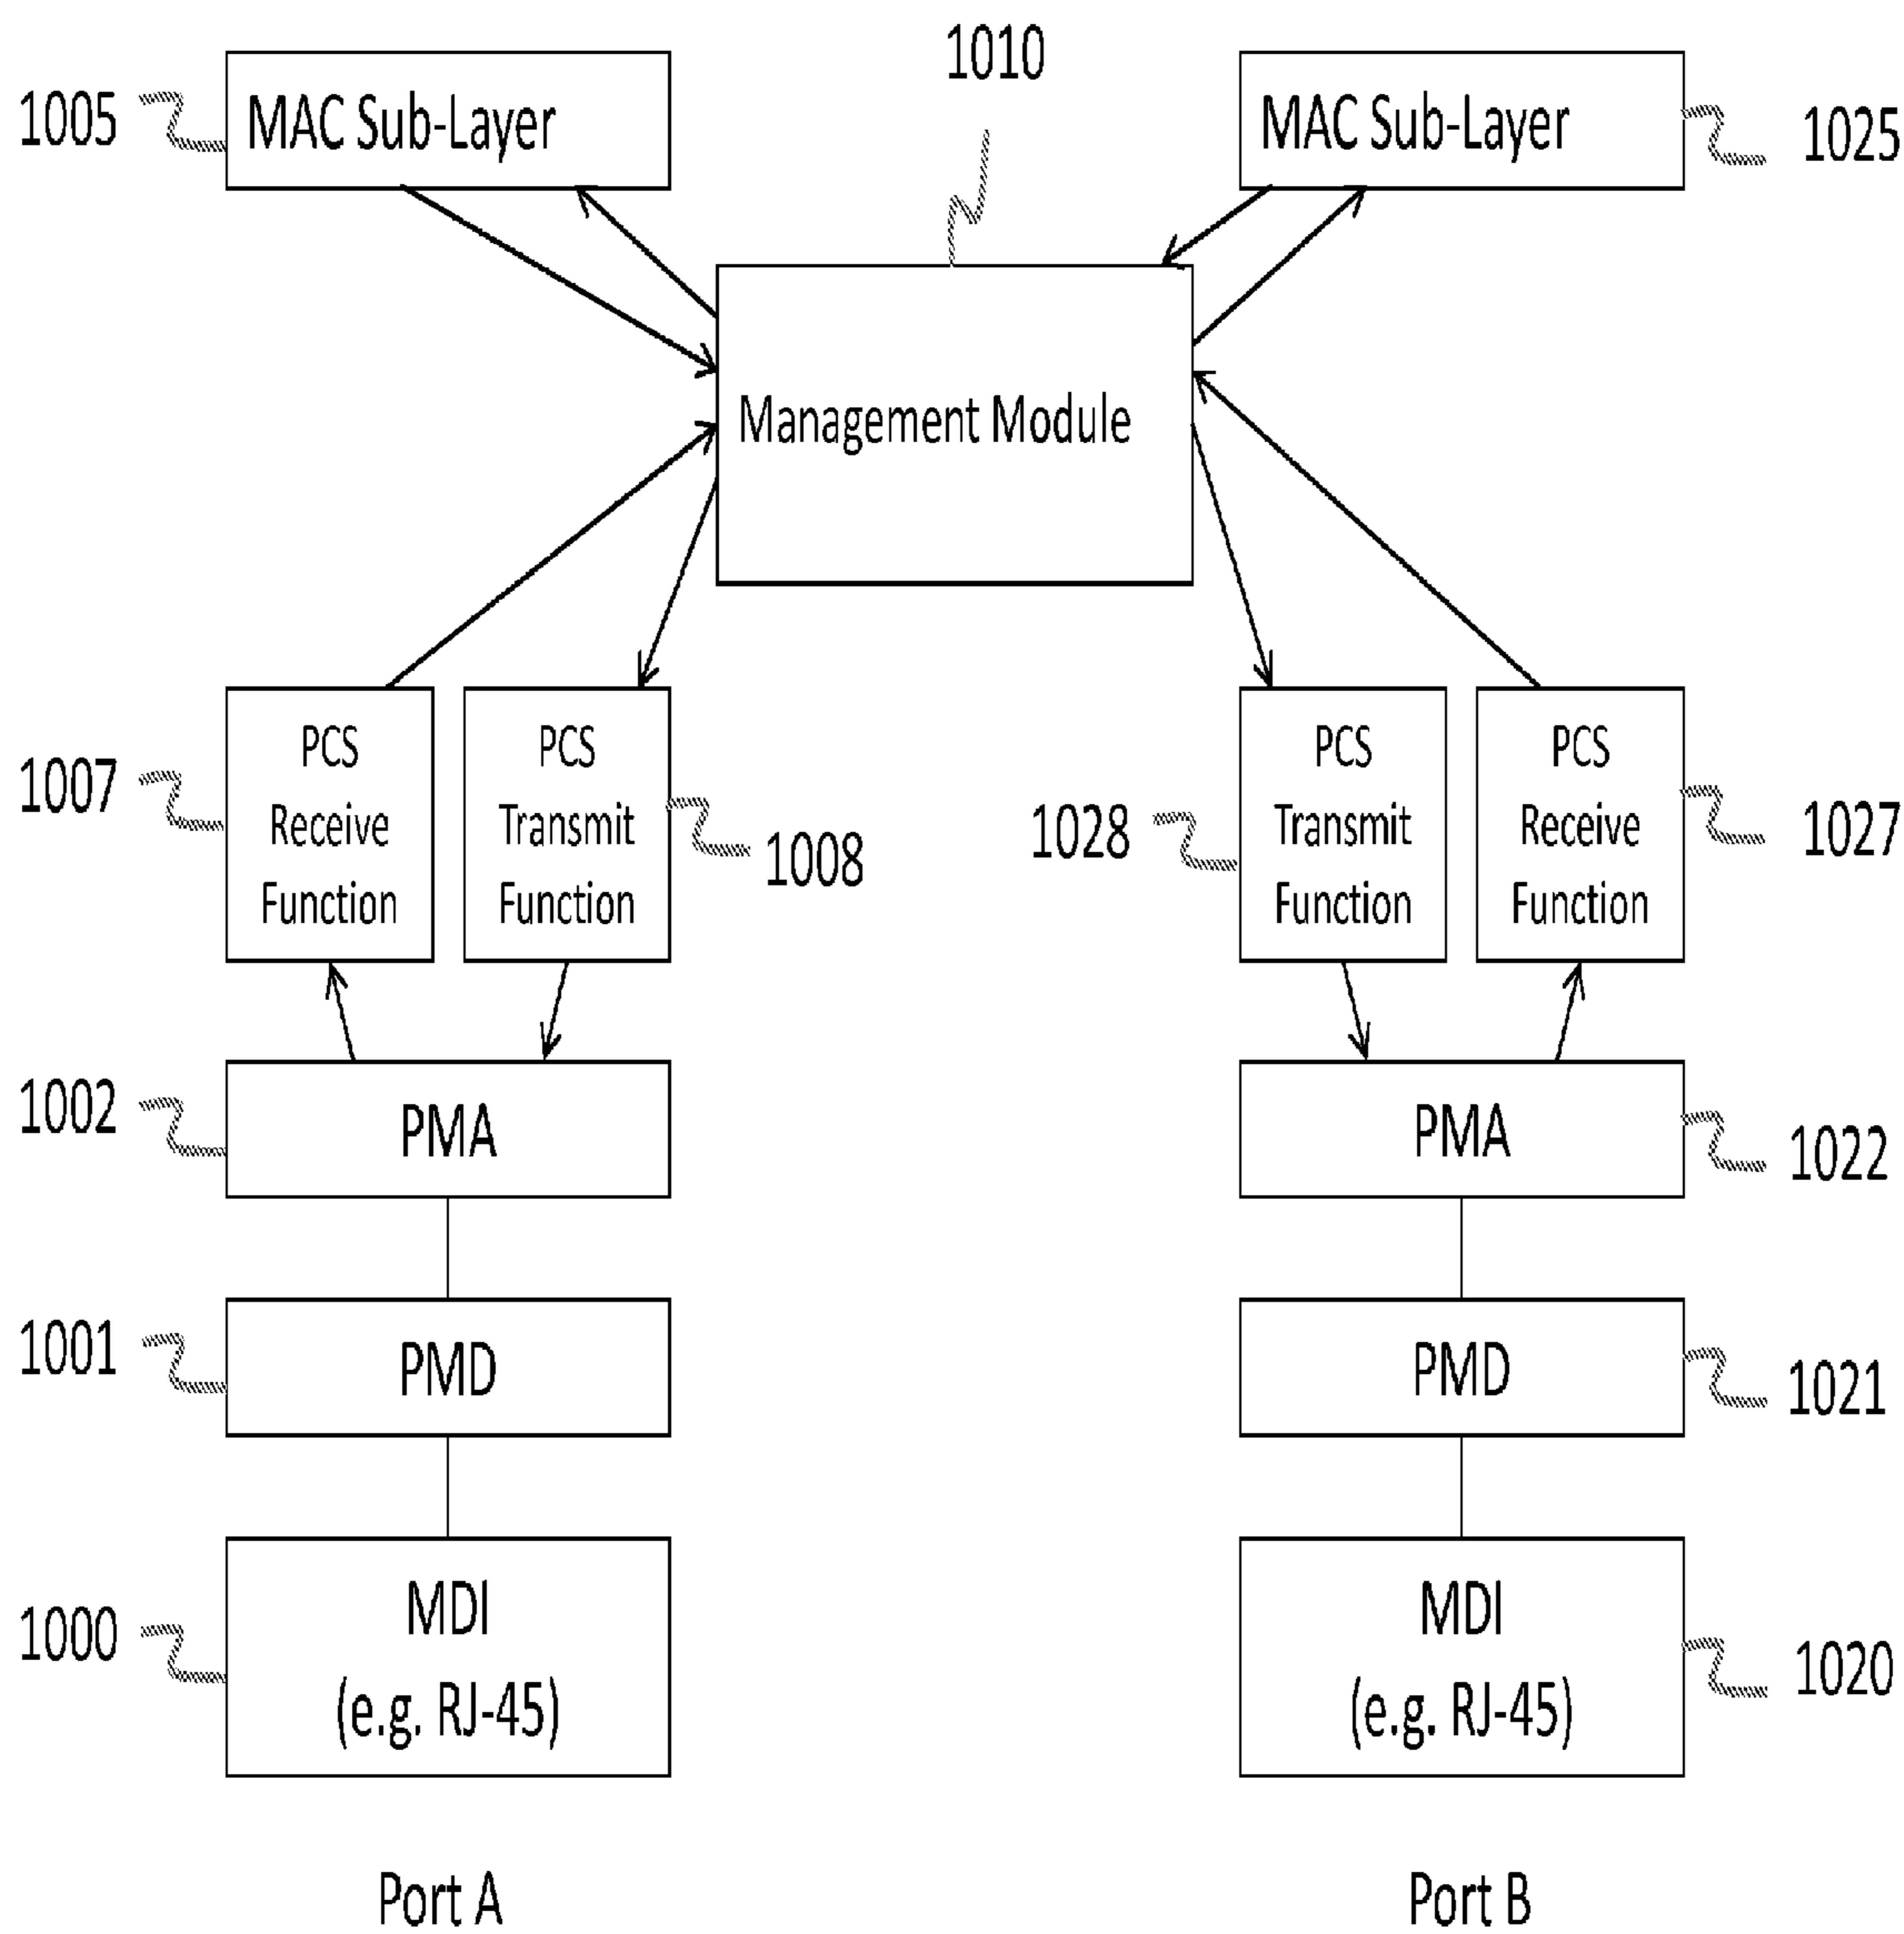 1010
1005
MAC Sub-Layer
MAC Sub-Layer
1025
Management Module
1007
PCS
Receive
Function
PCS
Transmit
Function
1008
1028
PCS
Transmit
Function
PCS
Receive
Function
1027
1002
PMA
PMA
1022
1001
PMD
PMD
1021
1000
MDI
(e.g. RJ-45)
MDI
(e.g. RJ-45)
1020
Port A
Port B